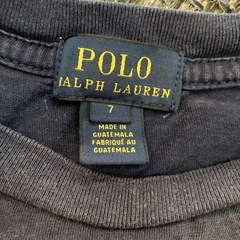 POLO
RALPH LAUREN
7
MADE IN
GUATEMALA
FABRIQUÉ AU
GUATEMALA